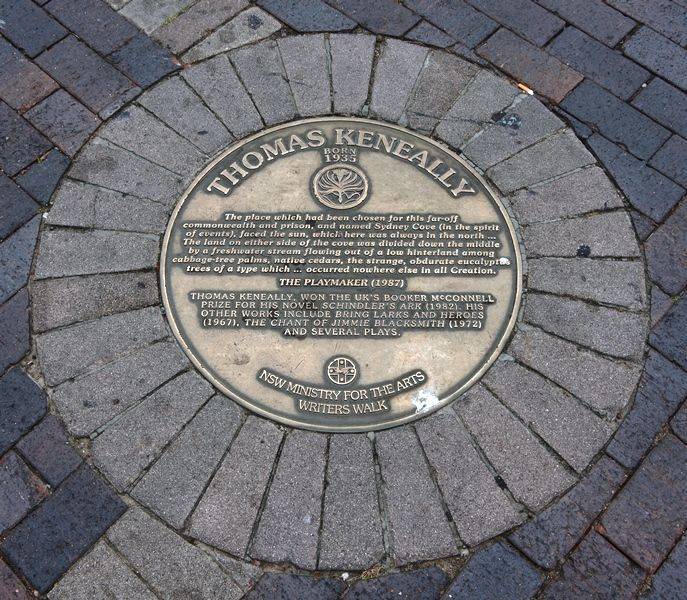 THOMAS KENEALLY
BORN
1935
The place which had been chosen for this far-off
commonwealth and prison, and named Sydney Cove (in the spirit
of events), faced the sun, which here was always in the north ...
The land on either side of the cove was divided down the middle
by a freshwater stream flowing out of a low hinterland among
cabbage-tree palms, native cedars, the strange, obdurate eucalypts
trees of a type which ... occurred nowhere else in all Creation.
THE PLAYMAKER (1987)
THOMAS KENEALLY, WON THE UK'S BOOKER McCONNELL
PRIZE FOR HIS NOVEL SCHINDLER'S ARK (1982). HIS
OTHER WORKS INCLUDE BRING LARKS AND HEROES
(1967), THE CHANT OF JIMMIE BLACKSMITH (1972)
AND SEVERAL PLAYS.
NSW MINISTRY FOR THE ARTS
WRITERS WALK